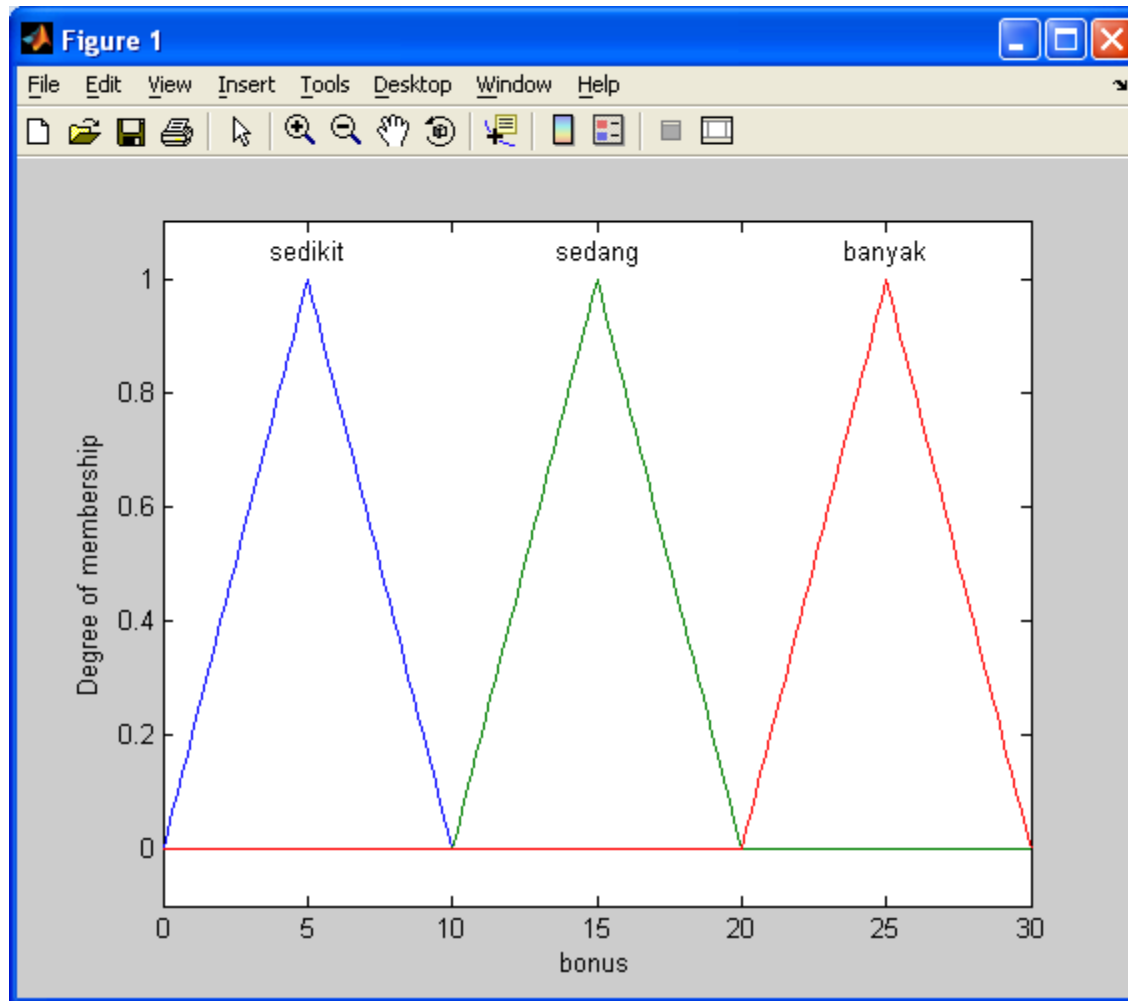 Figure 1
File Edit View Insert Tools Desktop Window Help
sedikit sedang banyak
1
0.8
0.6
0.4
0.2
0
Degree of membership
0 5 10 15 20 25 30
bonus